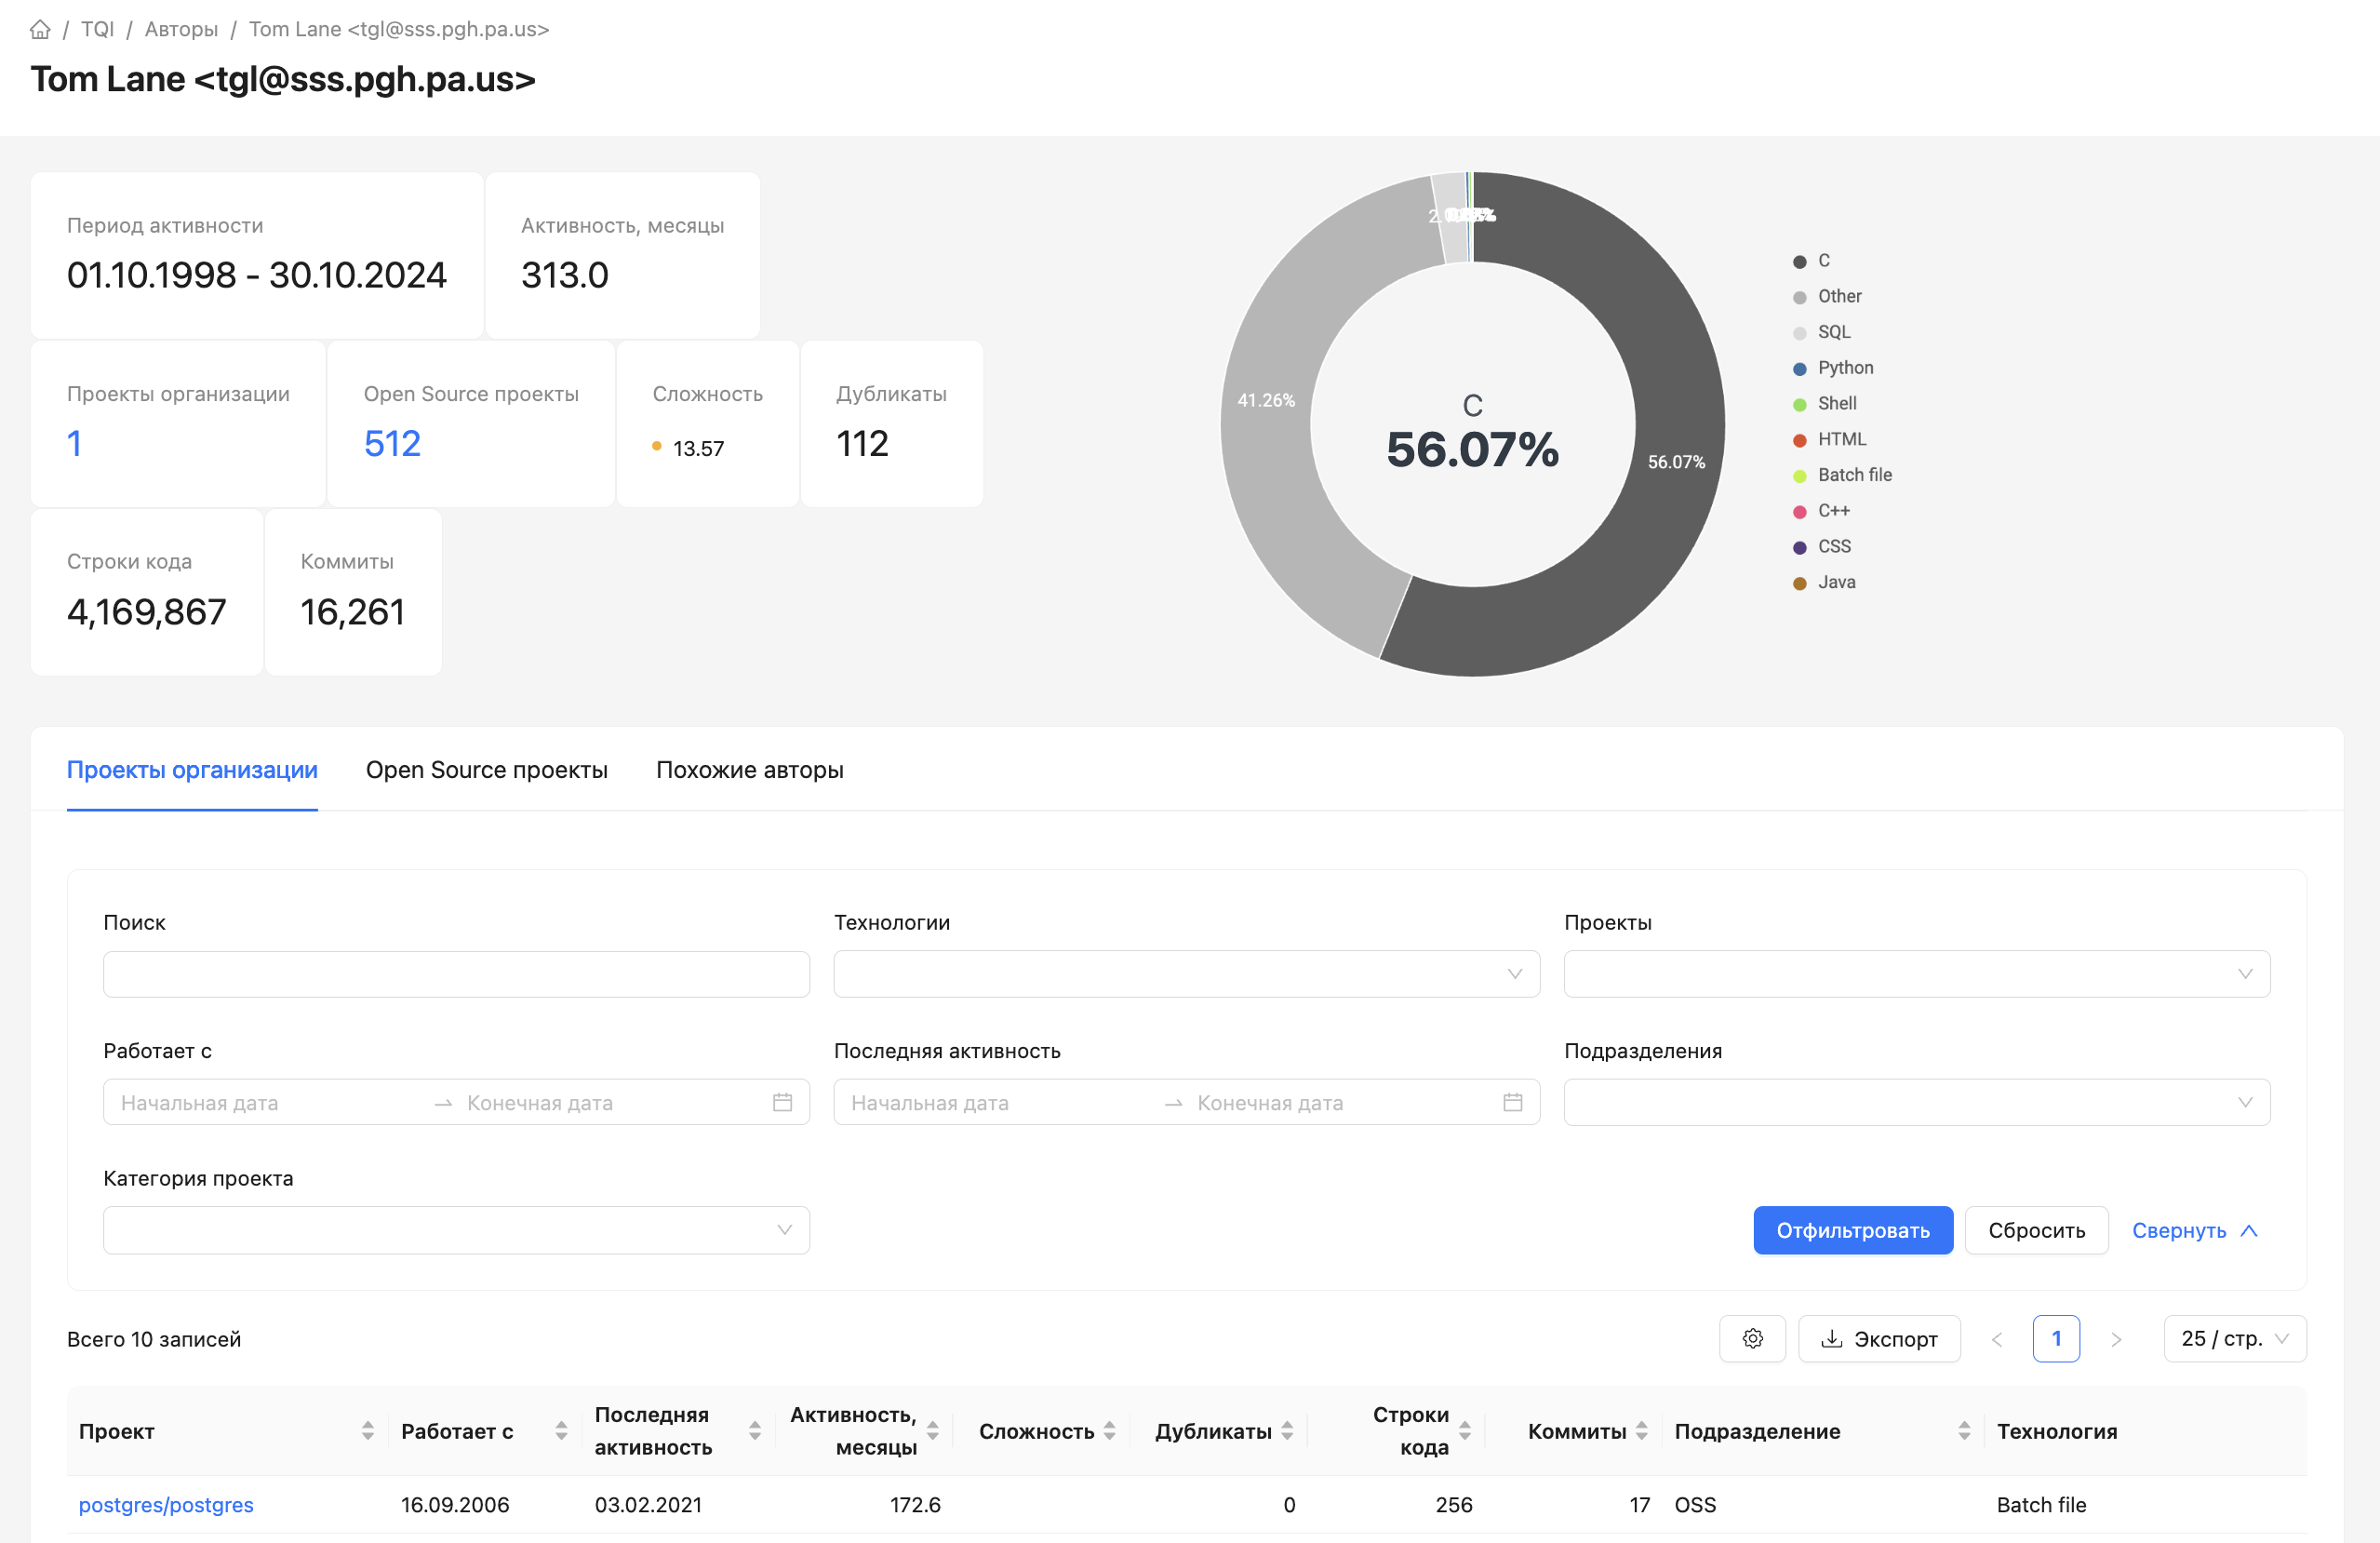 / TQI / Авторы / Tom Lane <tgl@sss.pgh.pa.us>
Tom Lane <tgl@sss.pgh.pa.us>
Период активности
01.10.1998 - 30.10.2024
Активность, месяцы
313.0
Проекты организации
1
Open Source проекты
512
Сложность
13.57
Дубликаты
112
Строки кода
4,169,867
Коммиты
16,261
41.26%
C
56.07%
56.07%
C
Other
SQL
Python
Shell
HTML
Batch file
C++
CSS
Java
Проекты организации
Open Source проекты
Похожие авторы
Поиск
Технологии
Проекты
Работает с
Начальная дата → Конечная дата
Последняя активность
Начальная дата → Конечная дата
Подразделения
Категория проекта
Отфильтровать
Сбросить
Свернуть
Всего 10 записей
Экспорт
< 1 >
25 / стр.
Проект
Работает с
Последняя
активность
Активность,
месяцы
Сложность
Дубликаты
Строки
кода
Коммиты
Подразделение
Технология
postgres/postgres 16.09.2006 03.02.2021 172.6 0 256 17 OSS Batch file